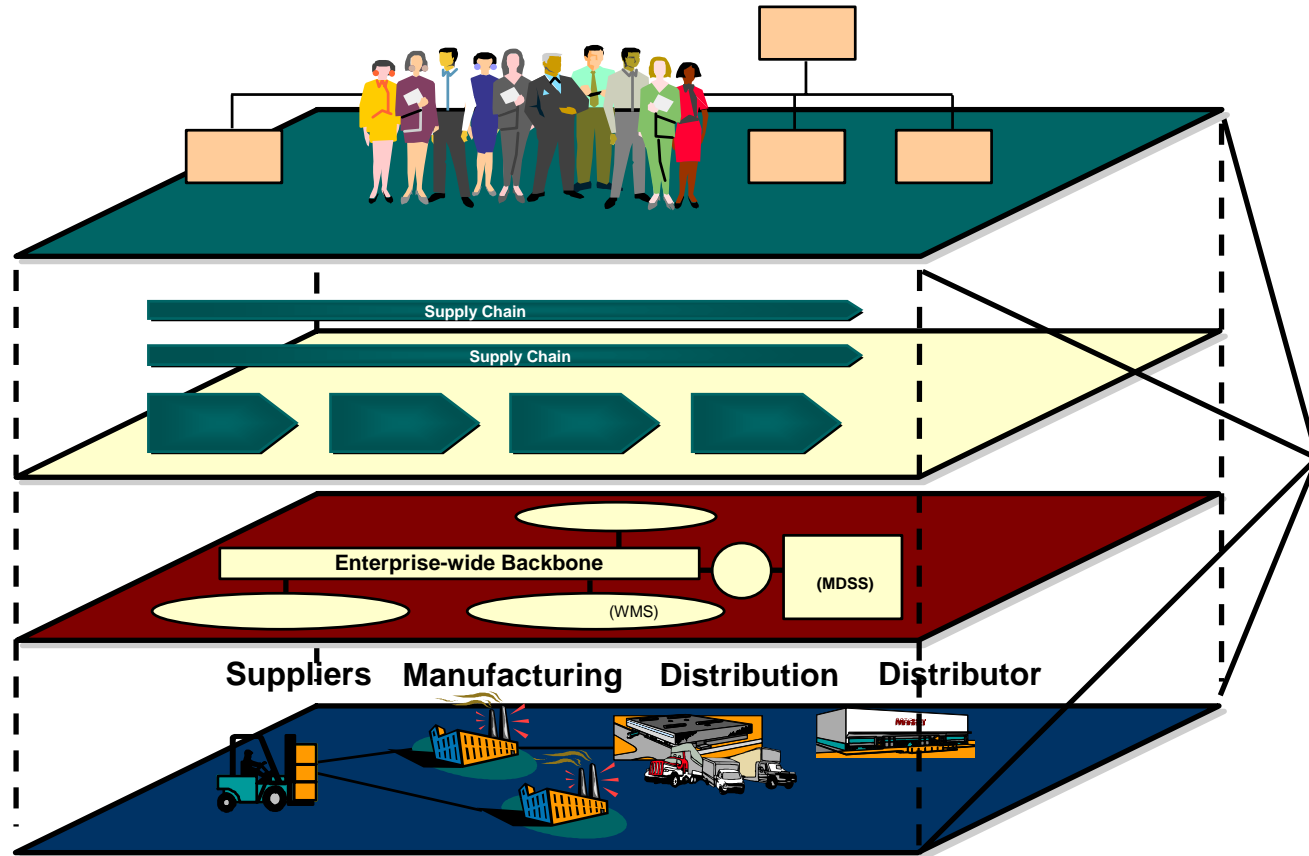 Supply Chain
Supply Chain
Enterprise-wide Backbone
(MDSS)
(WMS)
Suppliers Manufacturing Distribution Distributor